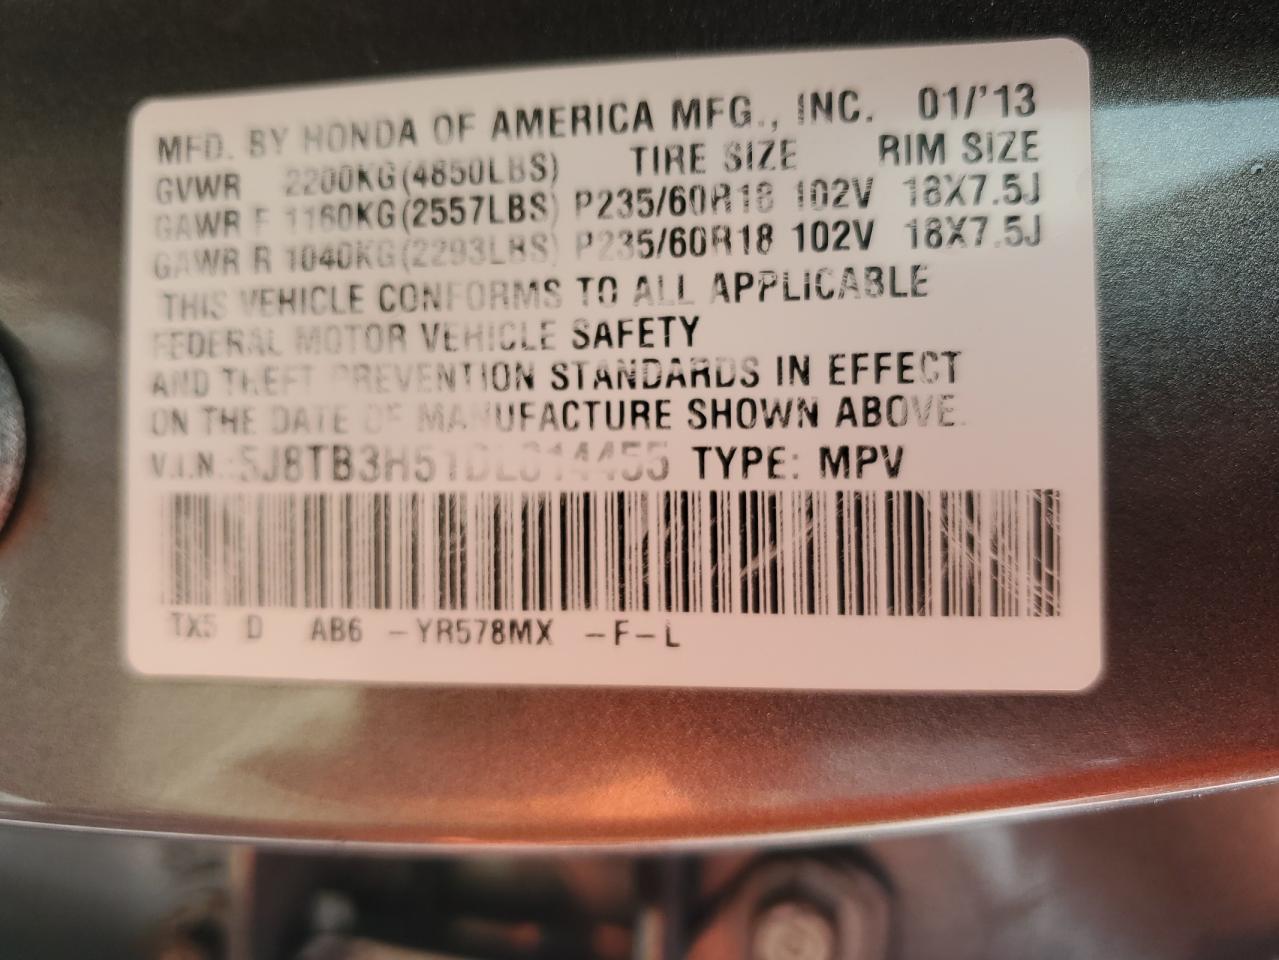 MFD. BY HONDA OF AMERICA MFG., INC. 01/'13
GVWR 2200KG(4850LBS) TIRE SIZE RIM SIZE
GAWR F 1160KG(2557LBS) P235/60R18 102V 18X7.5J
GAWR R 1040KG(2293LBS) P235/60R18 102V 18X7.5J
THIS VEHICLE CONFORMS TO ALL APPLICABLE
FEDERAL MOTOR VEHICLE SAFETY
AND THEFT PREVENTION STANDARDS IN EFFECT
ON THE DATE OF MANUFACTURE SHOWN ABOVE.
V.I.N.: 5J8TB3H51DL014455 TYPE: MPV
TX5 D AB6 -YR578MX -F-L